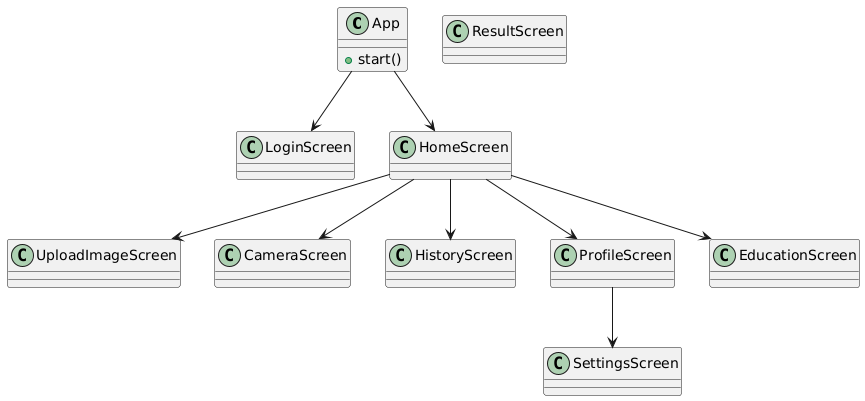 C App
+ start()
C ResultScreen
C LoginScreen
C HomeScreen
C UploadImageScreen
C CameraScreen
C HistoryScreen
C ProfileScreen
C EducationScreen
C SettingsScreen